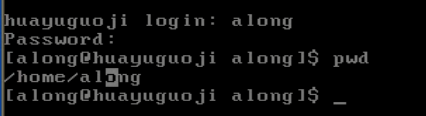 huayuguoji login: along
Password:
[along@huayuguoji along]$ pwd
/home/along
[along@huayuguoji along]$ _